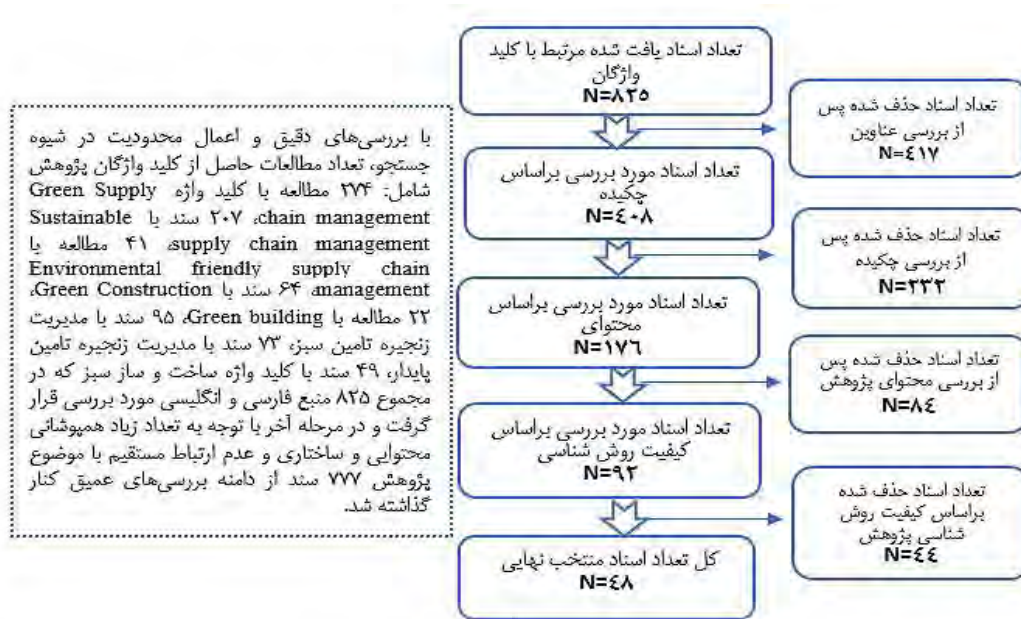 تعداد اسناد یافت شده مرتبط با کلید
واژگان
N=٨٢٥
تعداد اسناد حذف شده پس
از بررسی عناوین
N=٤١٧
تعداد اسناد مورد بررسی براساس
چکیده
N=٤٠٨
تعداد اسناد حذف شده پس
از بررسی چکیده
N=٢٣٢
تعداد اسناد مورد بررسی براساس
محتوای
N=١٧٦
تعداد اسناد حذف شده پس
از بررسی محتوای پژوهش
N=٨٤
تعداد اسناد مورد بررسی براساس
کیفیت روش شناسی
N=٩٢
تعداد اسناد حذف شده
براساس کیفیت روش
شناسی پژوهش
N=٤٤
کل تعداد اسناد منتخب نهایی
N=٤٨
با بررسی‌های دقیق و اعمال محدودیت در شیوه
جستجو، تعداد مطالعات حاصل از کلید واژگان پژوهش
شامل: ۲۷۴ مطالعه با کلید واژه Green Supply
chain management، ۲۰۷ سند با Sustainable
supply chain management، ۴۱ مطالعه با
Environmental friendly supply chain
management، ۶۴ سند با Green Construction،
۲۲ مطالعه با Green building، ۹۵ سند با مدیریت
زنجیره تامین سبز، ۷۳ سند با مدیریت زنجیره تامین
پایدار، ۴۹ سند با کلید واژه ساخت و ساز سبز که در
مجموع ۸۲۵ منبع فارسی و انگلیسی مورد بررسی قرار
گرفت و در مرحله آخر با توجه به تعداد زیاد همپوشانی
محتوایی و ساختاری و عدم ارتباط مستقیم با موضوع
پژوهش ۷۷۷ سند از دامنه بررسی‌های عمیق کنار
گذاشته شد.